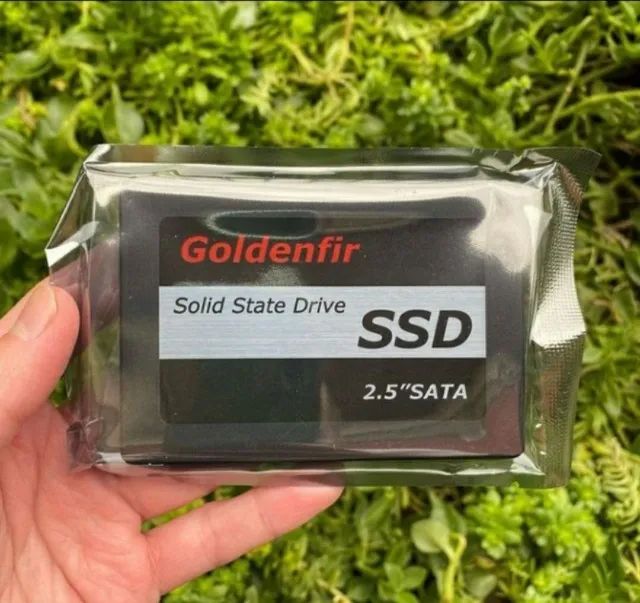 Goldenfir
Solid State Drive
SSD
2.5"SATA